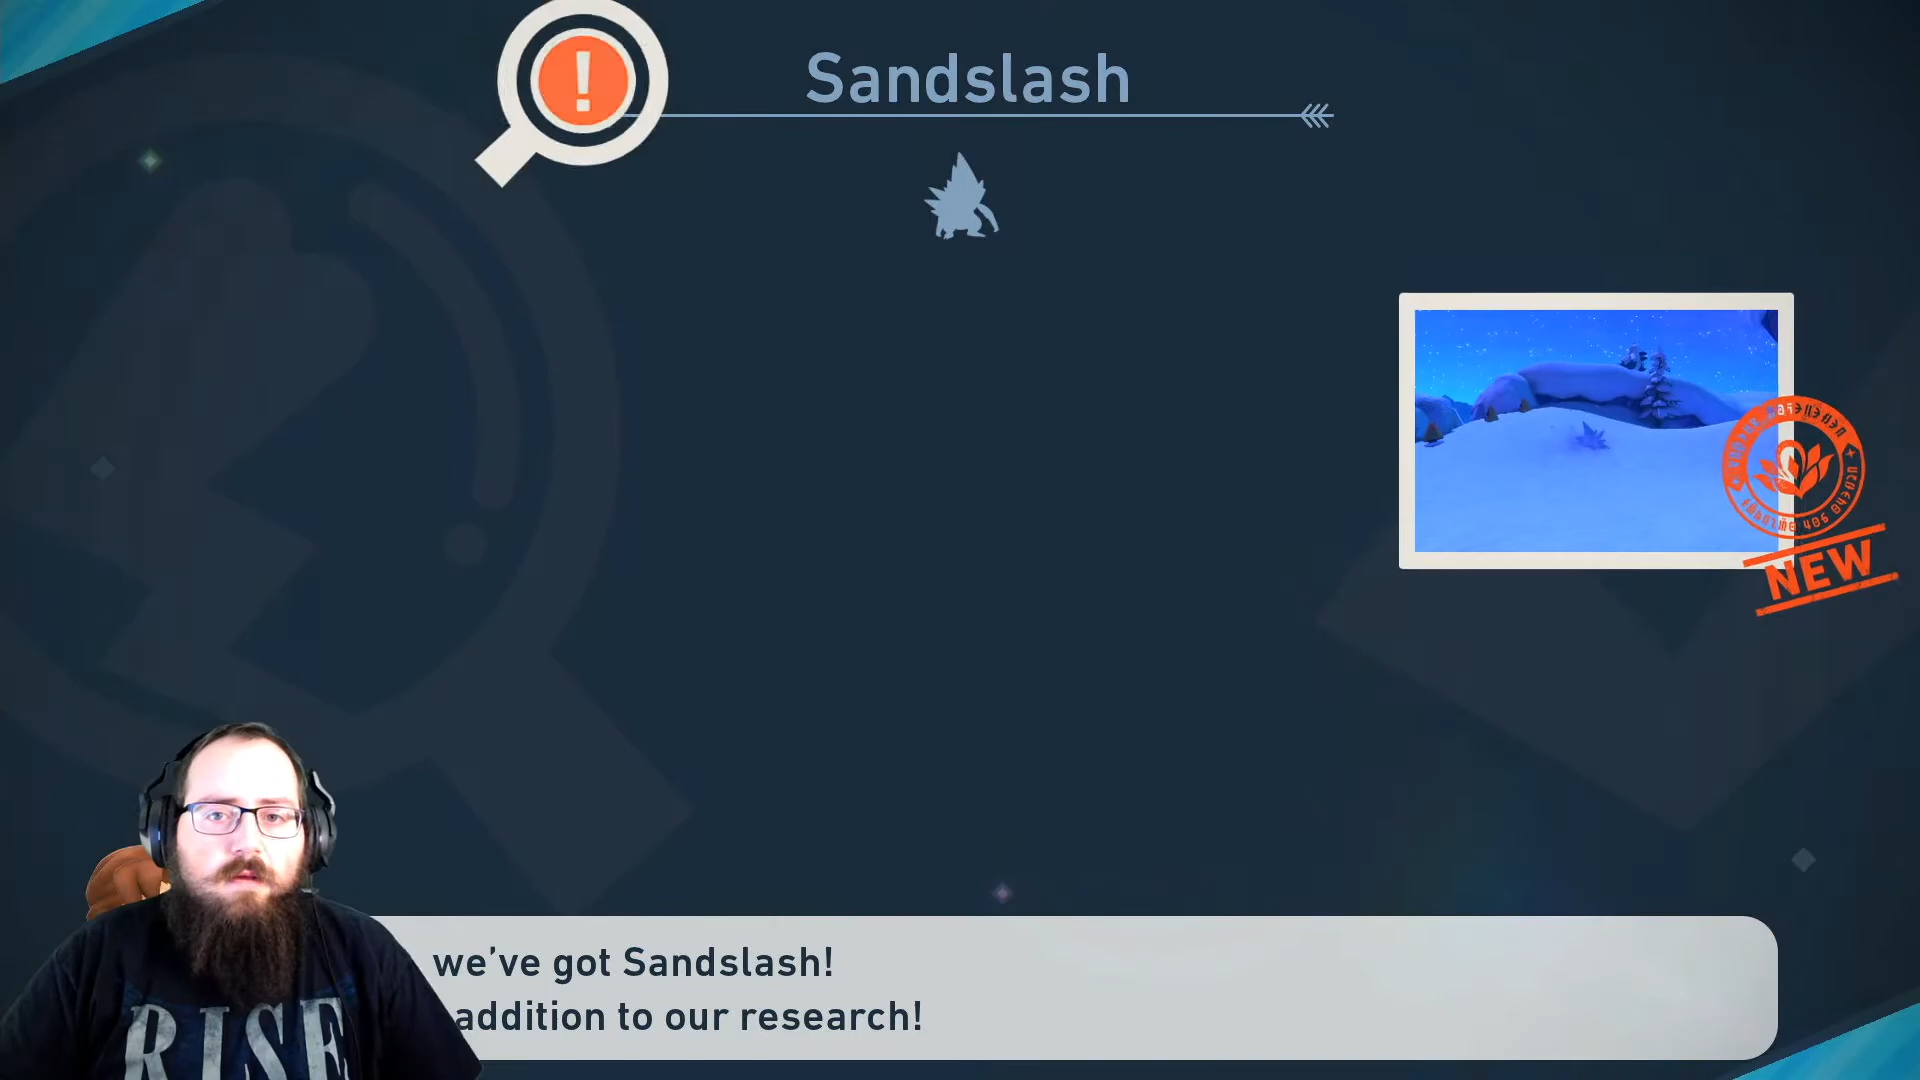 !
Sandslash
NEW
we've got Sandslash!
addition to our research!
RISE